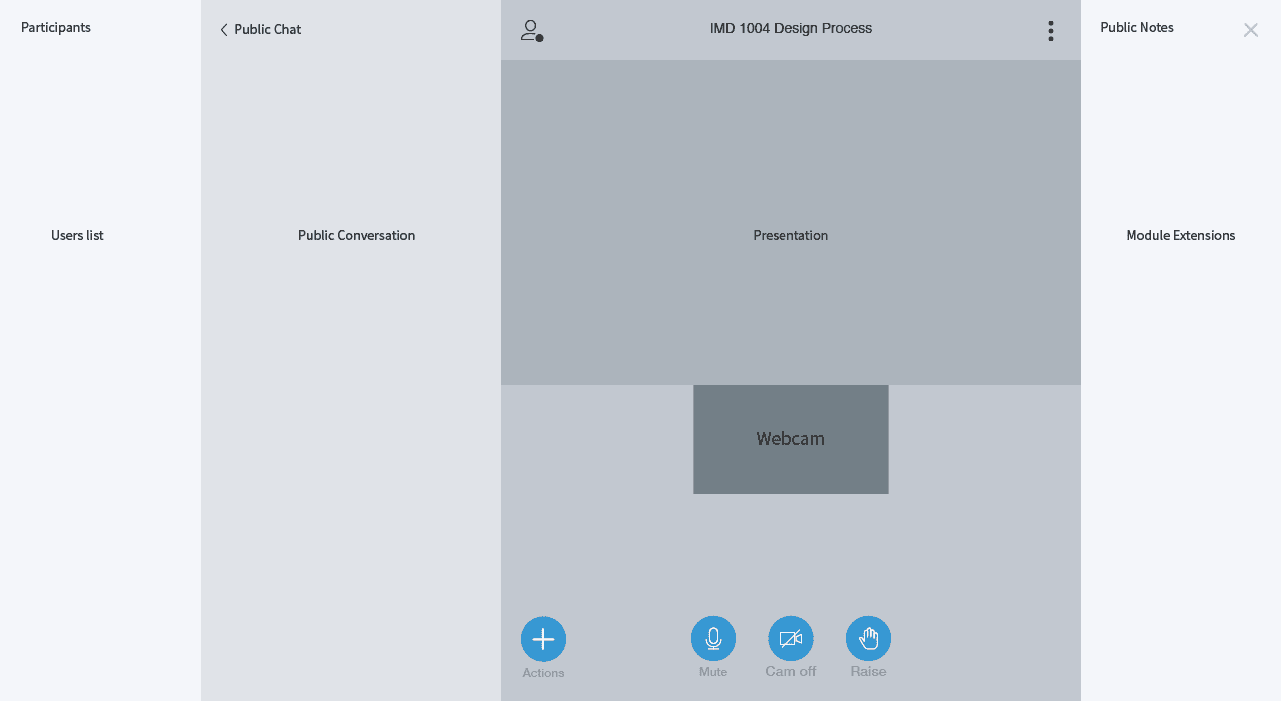 Participants
Public Chat
IMD 1004 Design Process
Public Notes
Users list
Public Conversation
Presentation
Module Extensions
Webcam
Actions
Mute
Cam off
Raise